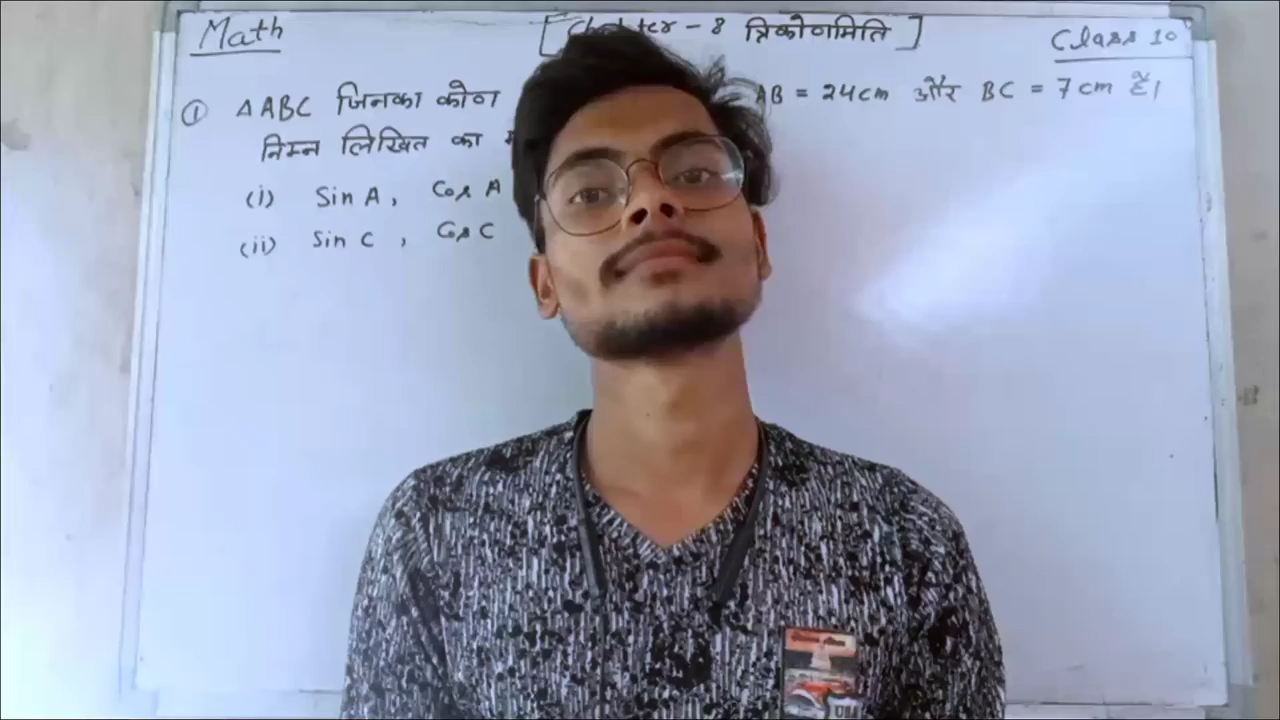 Math [Chapter - 8 त्रिकोणमिति] Class 10
① △ABC जिनका कोण AB = 24cm और BC = 7cm है।
निम्न लिखित का
(i) Sin A, Cos A
(ii) Sin C, Cos C